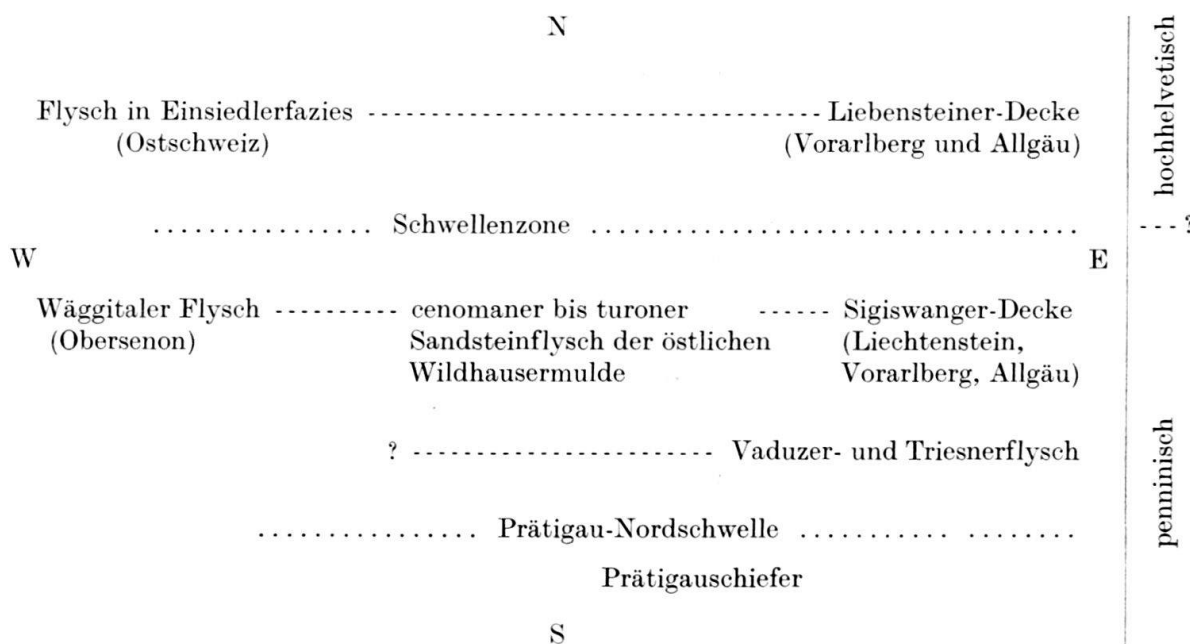 N
hochhelvetisch
Flysch in Einsiedlerfazies ---------------------------------- Liebensteiner-Decke
(Ostschweiz) (Vorarlberg und Allgäu)
................ Schwellenzone .................................... --- ?
W E
Wäggitaler Flysch ---------- cenomaner bis turoner ------ Sigiswanger-Decke
(Obersenon) Sandsteinflysch der östlichen (Liechtenstein,
Wildhausermulde Vorarlberg, Allgäu)
? ------------------------ Vaduzer- und Triesnerflysch
penninisch
................ Prätigau-Nordschwelle ........... ........
Prätigauschiefer
S